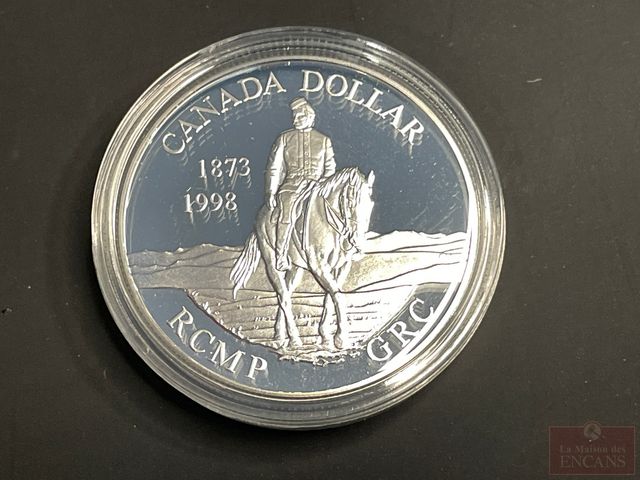 CANADA DOLLAR
1873
1998
RCMP GRC
La Maison des
ENCANS